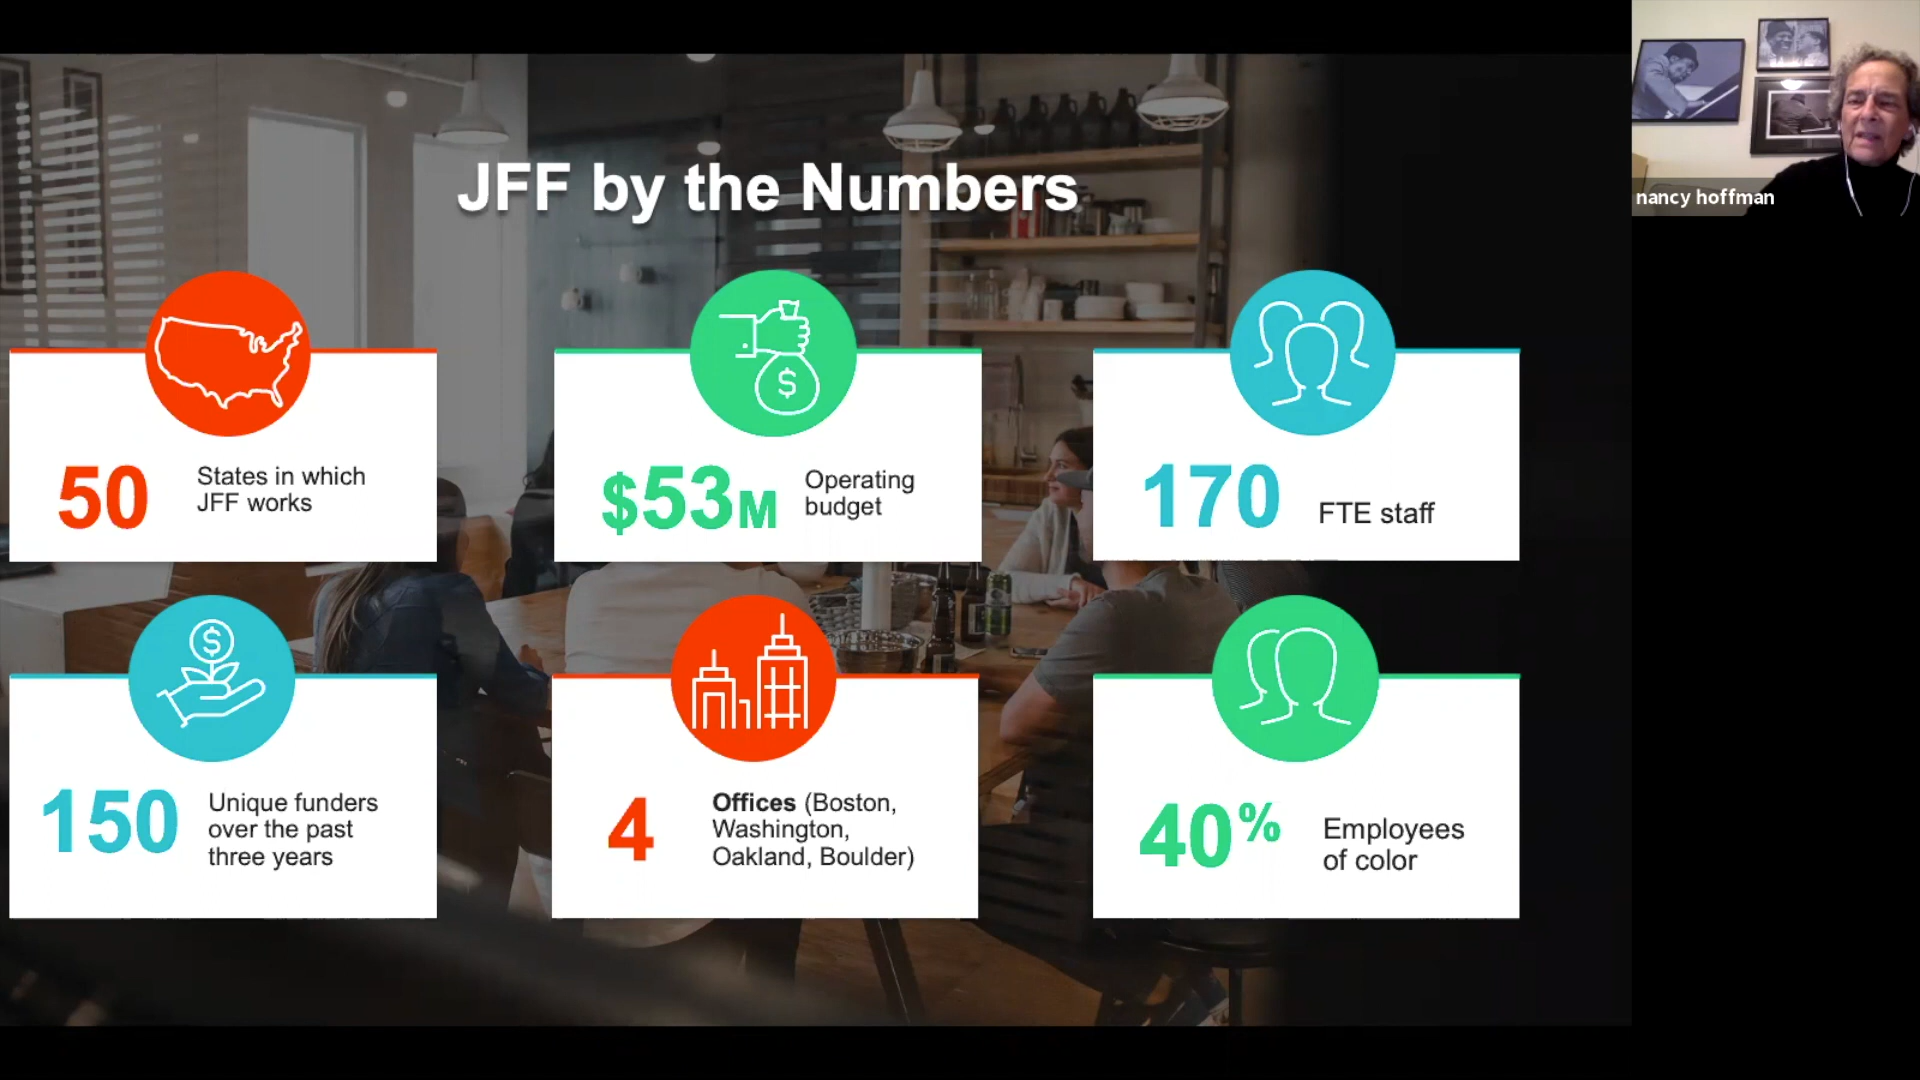 JFF by the Numbers
50
States in which
JFF works
$53M
Operating
budget
170
FTE staff
150
Unique funders
over the past
three years
4
Offices (Boston,
Washington,
Oakland, Boulder)
40%
Employees
of color
nancy hoffman